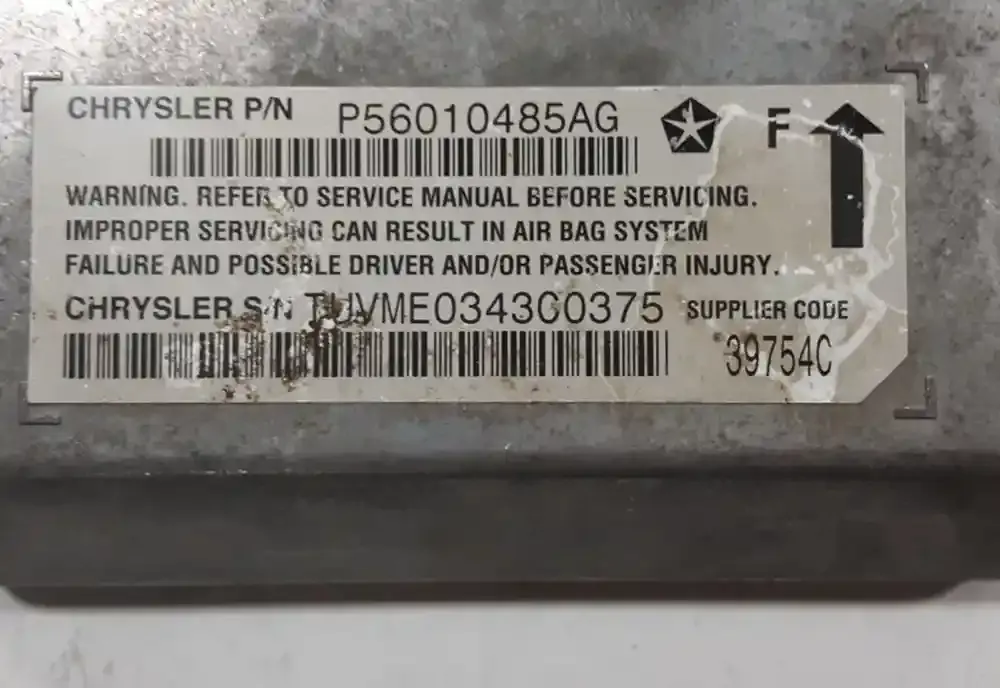 CHRYSLER P/N P56010485AG F
WARNING. REFER TO SERVICE MANUAL BEFORE SERVICING.
IMPROPER SERVICING CAN RESULT IN AIR BAG SYSTEM
FAILURE AND POSSIBLE DRIVER AND/OR PASSENGER INJURY.
CHRYSLER S/N TUVME0343C0375 SUPPLIER CODE
39754C